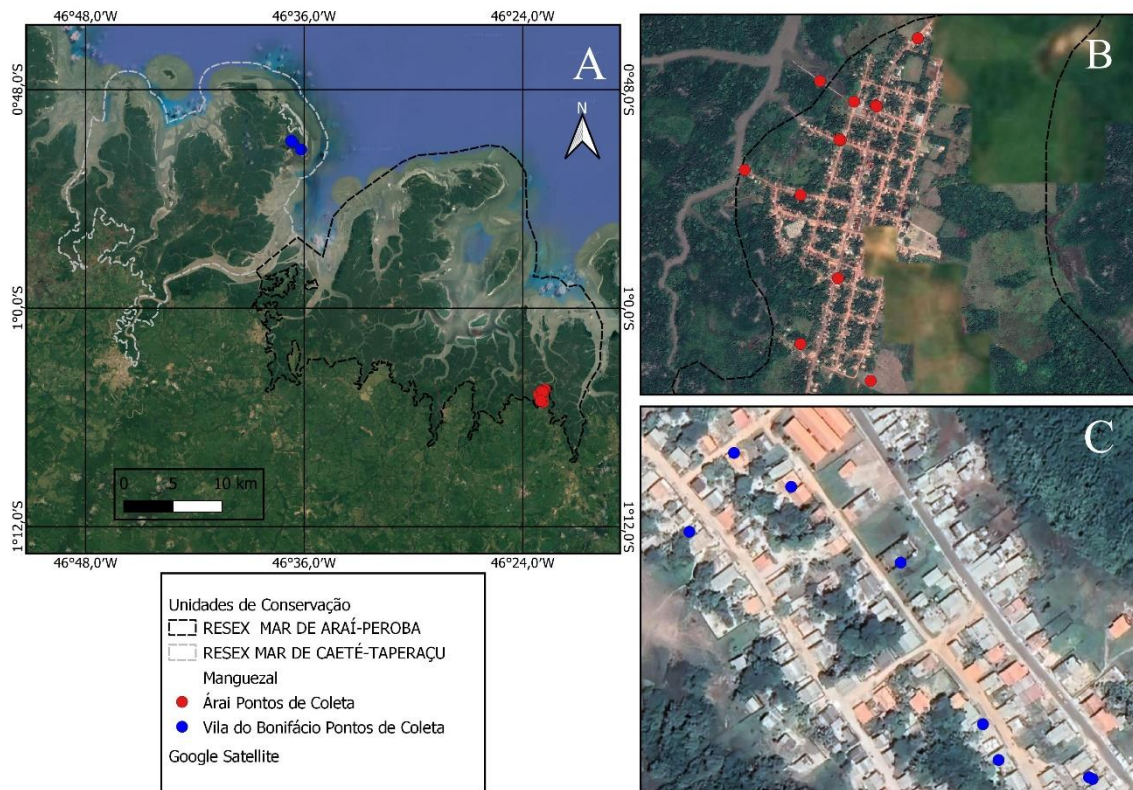 46°48,0'W 46°36,0'W 46°24,0'W
A
B
N
0°48,0'S
0°48,0'S
1°0,0'S
1°0,0'S
0 5 10 km
1°12,0'S
1°12,0'S
46°48,0'W 46°36,0'W 46°24,0'W
C
Unidades de Conservação
RESEX MAR DE ARAÍ-PEROBA
RESEX MAR DE CAETÉ-TAPERAÇU
Manguezal
Árai Pontos de Coleta
Vila do Bonifácio Pontos de Coleta
Google Satellite